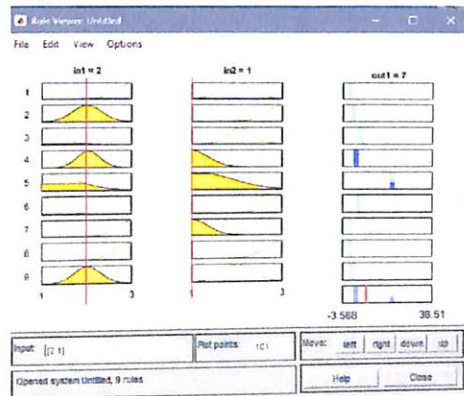 Rule Viewer: Untitled
File Edit View Options
in1 = 2 in2 = 1 out1 = 7
1
2
3
4
5
6
7
8
9
1 3 1 3
-3.568 38.51
Input: [2 1] Plot points: 101 Move: left right down up
Opened system Untitled, 9 rules Help Close